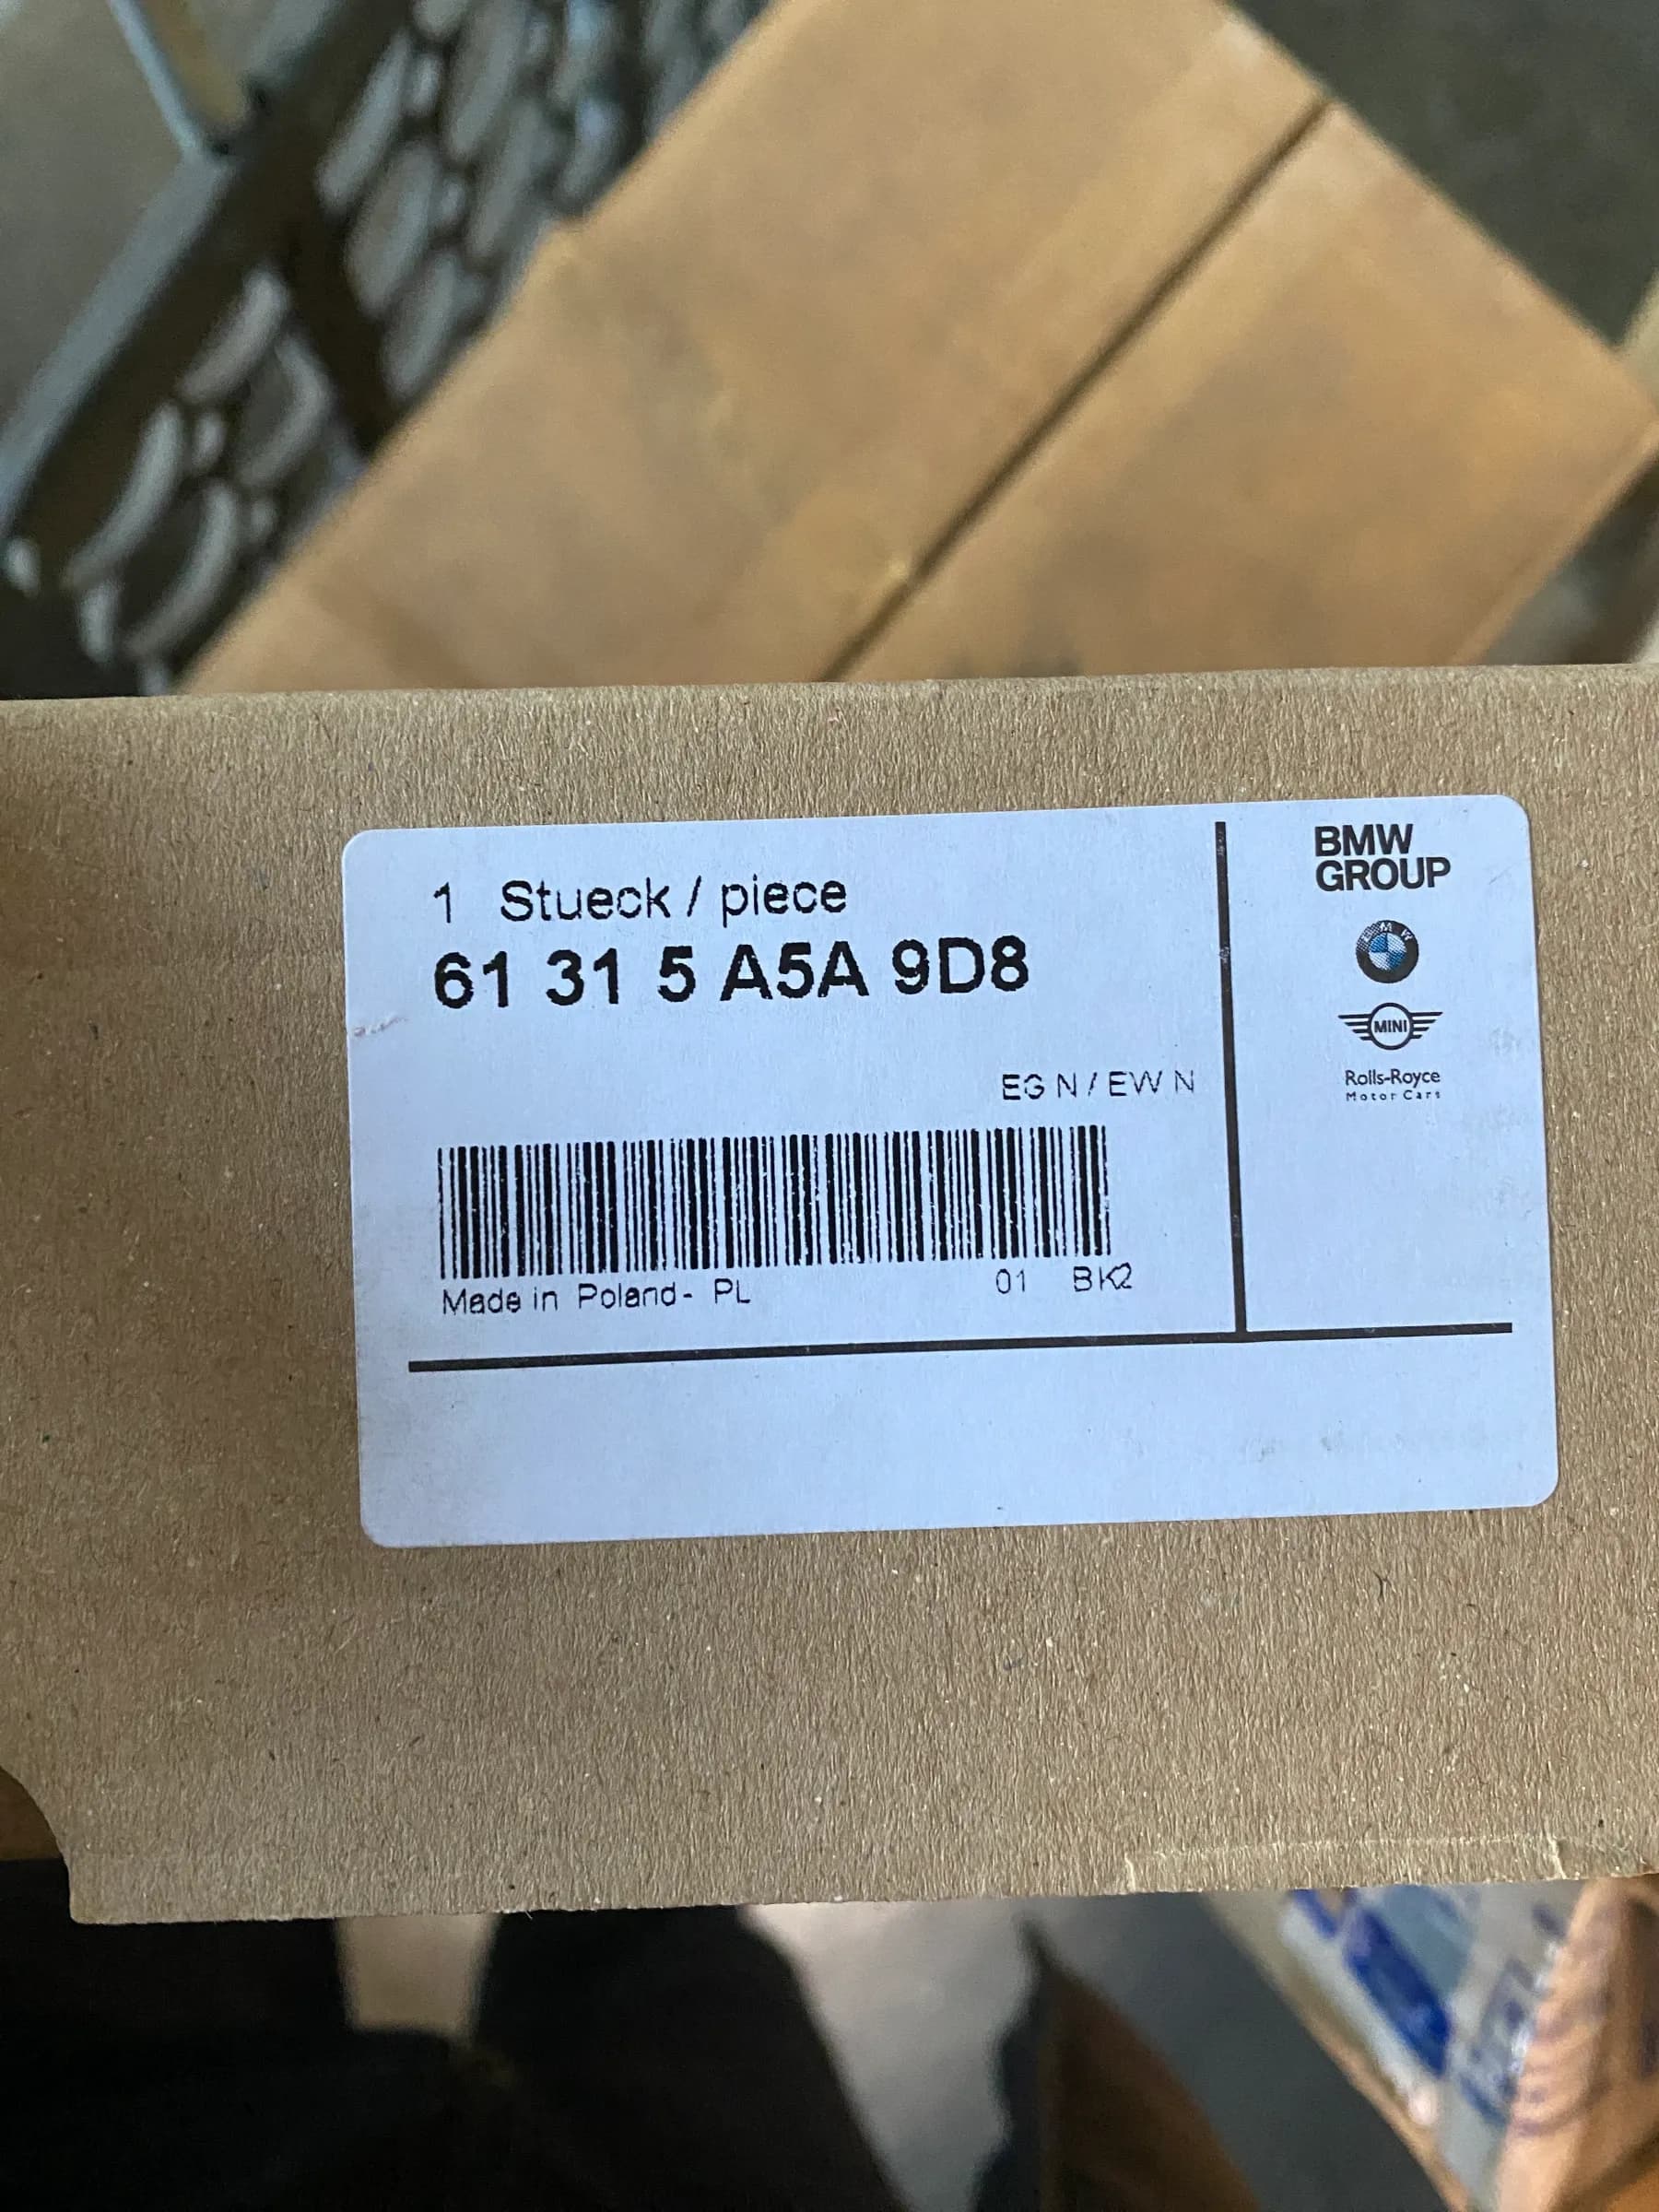 1 Stueck / piece
61 31 5 A5A 9D8
EG N / EW N
Made in Poland- PL
01 BK2
BMW
GROUP
BMW
MINI
Rolls-Royce
Motor Cars